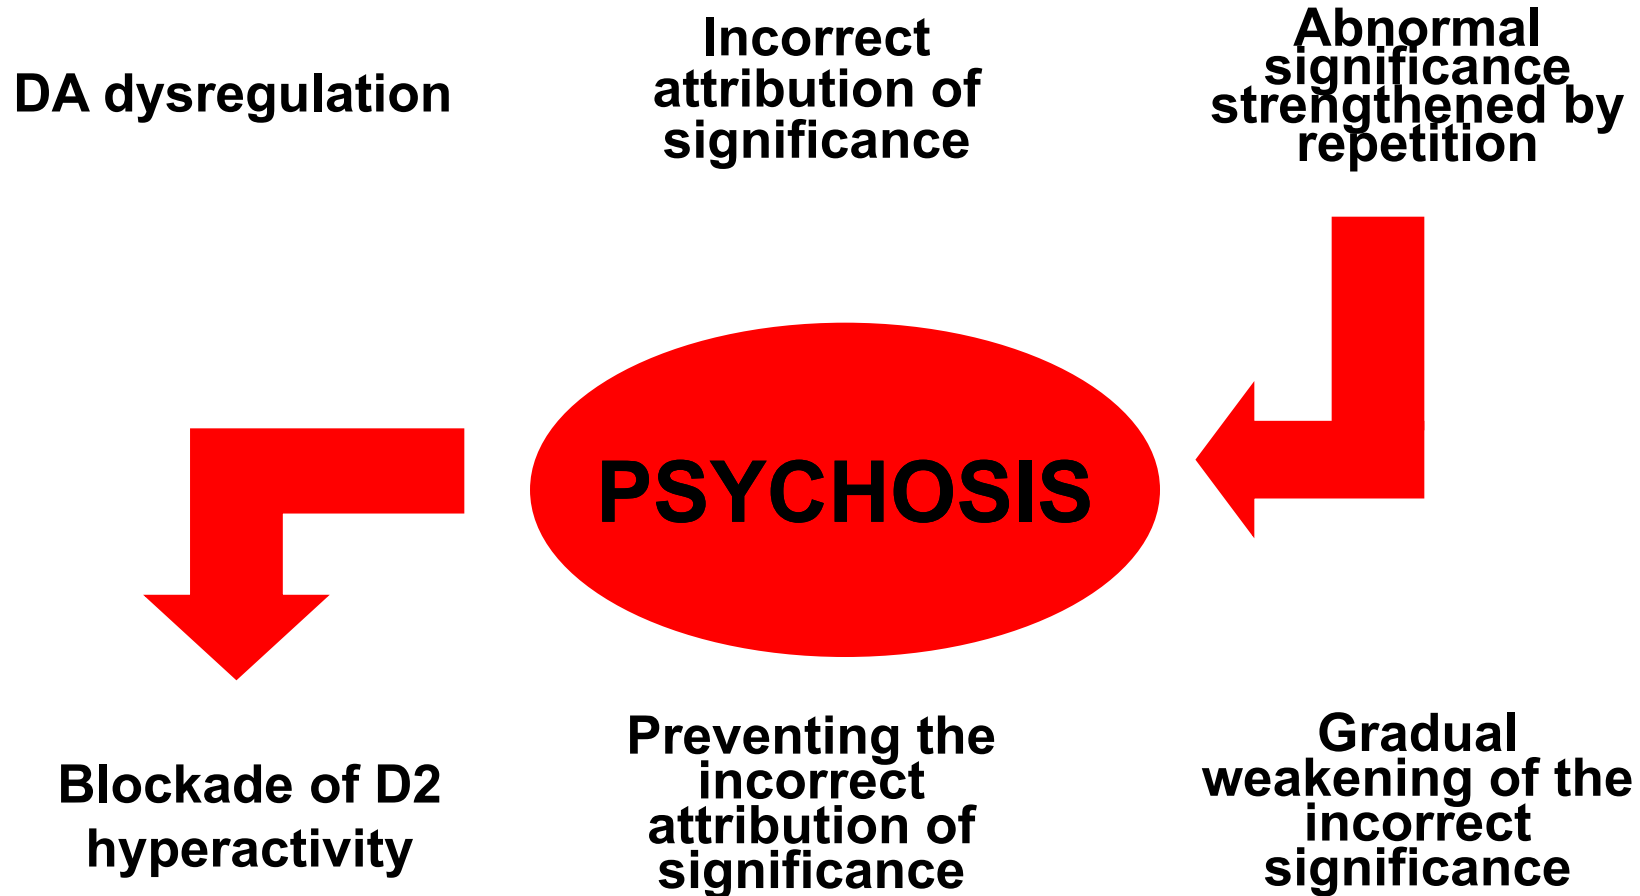 DA dysregulation
Incorrect
attribution of
significance
Abnormal
significance
strengthened by
repetition
PSYCHOSIS
Blockade of D2
hyperactivity
Preventing the
incorrect
attribution of
significance
Gradual
weakening of the
incorrect
significance